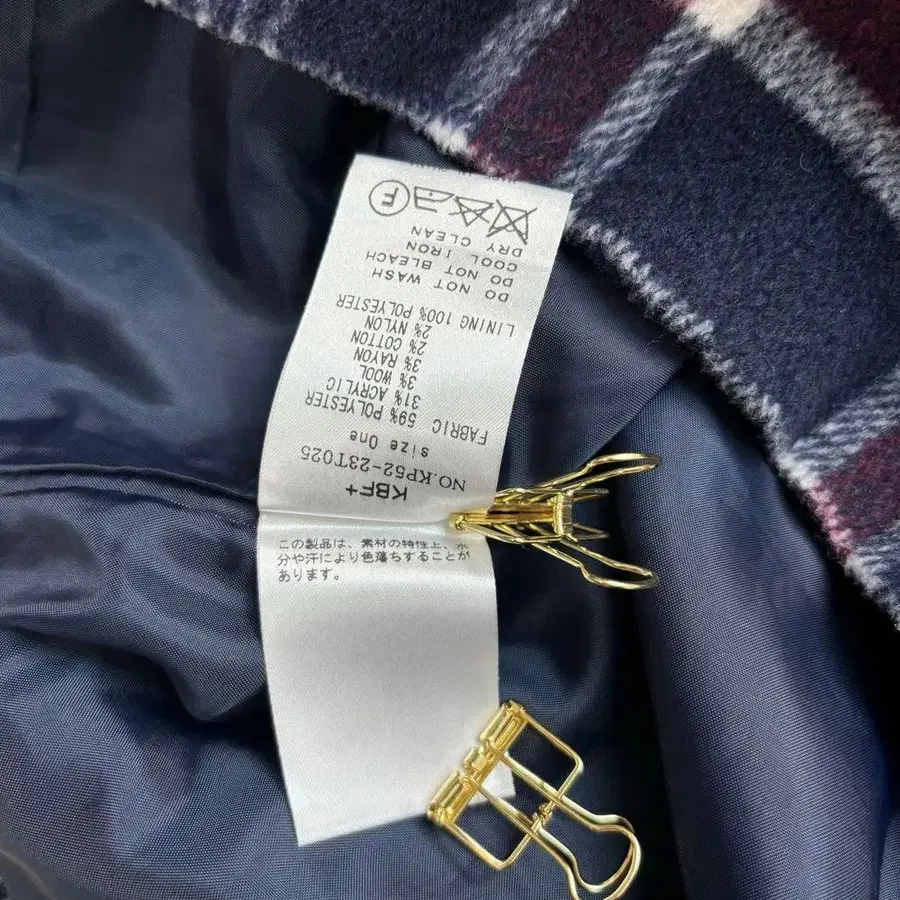 KBF+
NO.KP52-23T025
size One
FABRIC 59% POLYESTER
31% ACRYLIC
3% WOOL
3% RAYON
2% COTTON
2% NYLON
LINING 100% POLYESTER
DO NOT WASH
DO NOT BLEACH
COOL IRON
DRY CLEAN
F
この製品は、素材の特性上、水
分や汗により色落ちすることが
あります。